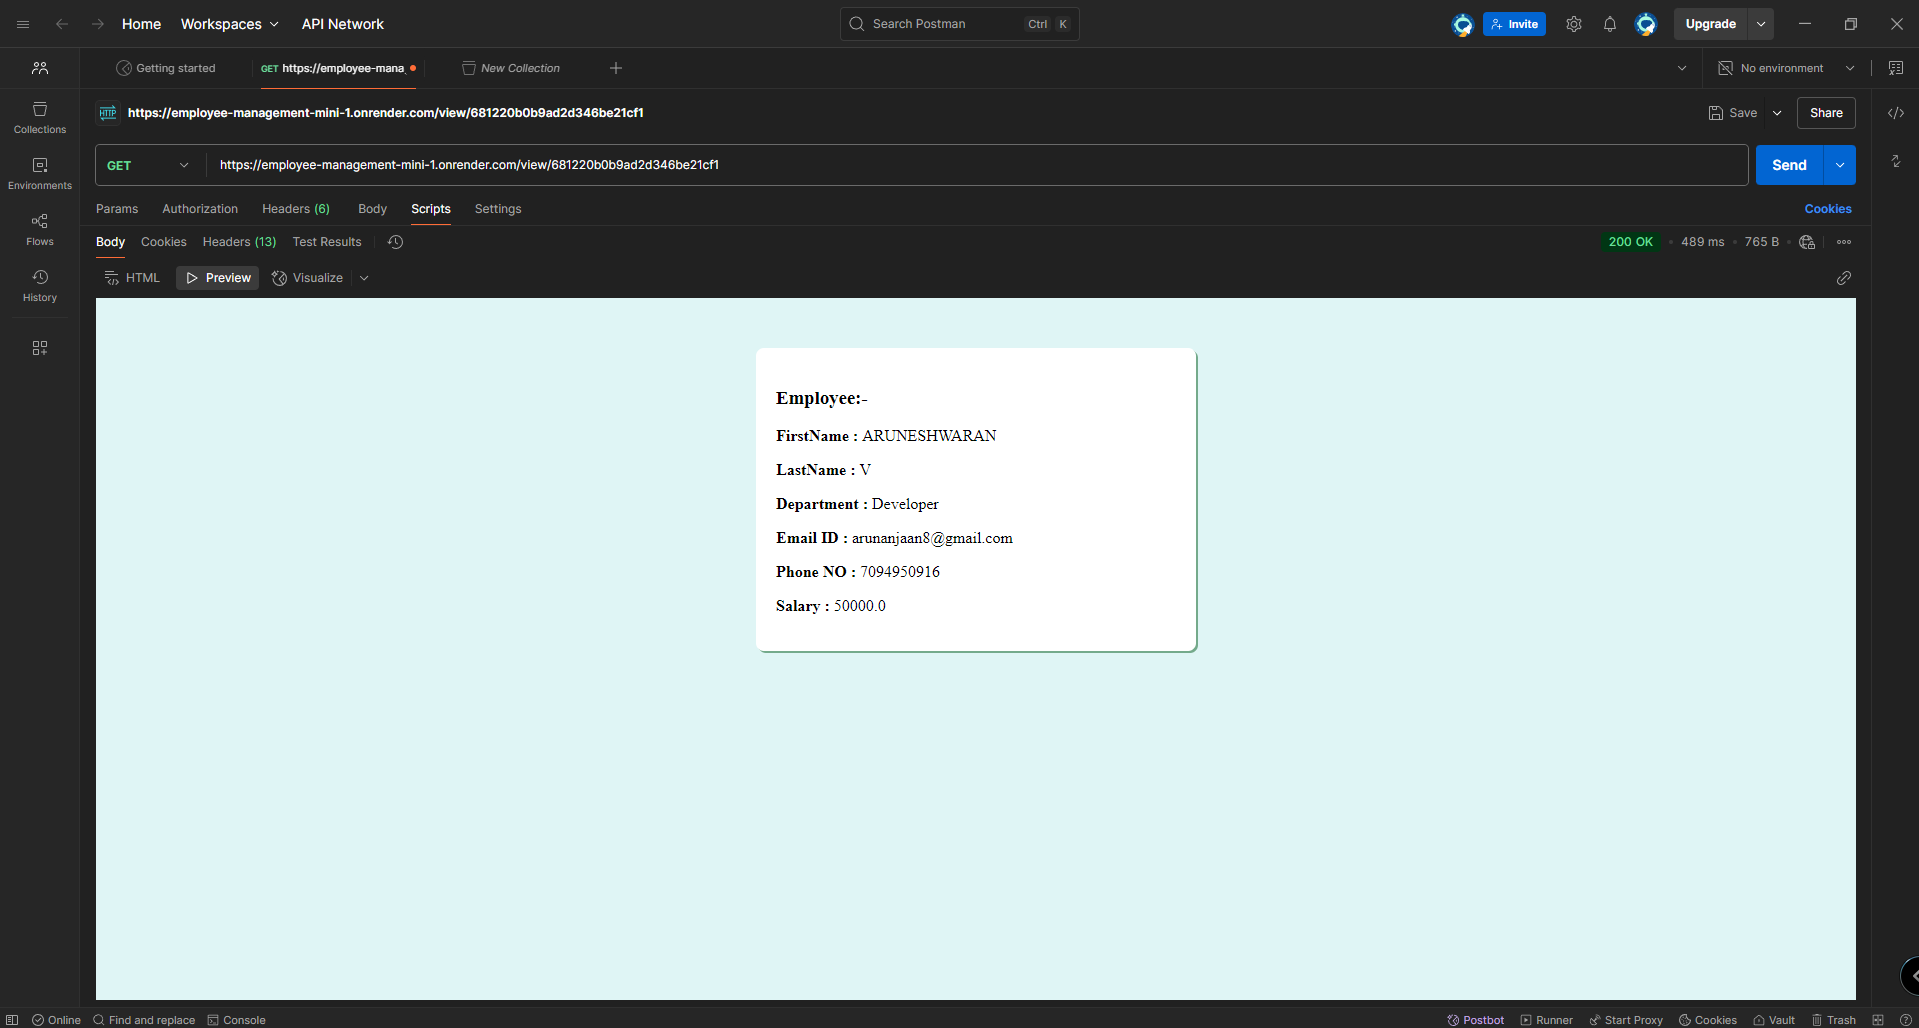 Home Workspaces API Network Search Postman Ctrl K Invite Upgrade
Getting started GET https://employee-mana New Collection No environment
HTTP https://employee-management-mini-1.onrender.com/view/681220b0b9ad2d346be21cf1 Save Share
Collections
GET https://employee-management-mini-1.onrender.com/view/681220b0b9ad2d346be21cf1 Send
Environments
Params Authorization Headers (6) Body Scripts Settings Cookies
Flows
Body Cookies Headers (13) Test Results 200 OK 489 ms 765 B
HTML Preview Visualize
History
Employee:-
FirstName : ARUNESHWARAN
LastName : V
Department : Developer
Email ID : arunanjaan8@gmail.com
Phone NO : 7094950916
Salary : 50000.0
Online Find and replace Console Postbot Runner Start Proxy Cookies Vault Trash